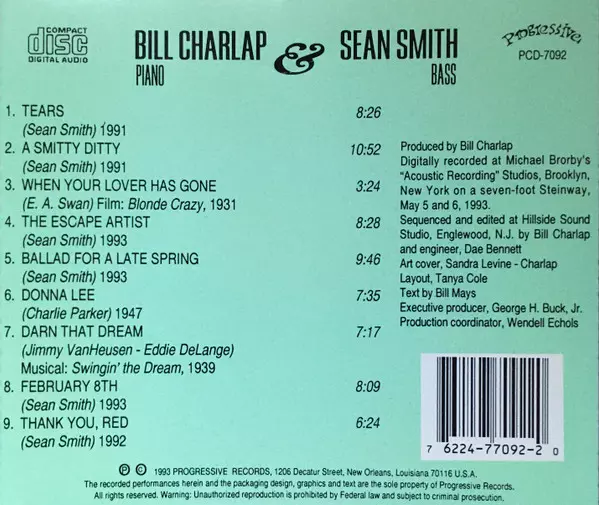 COMPACT
disc
DIGITAL AUDIO
BILL CHARLAP & SEAN SMITH
PIANO
BASS
Progressive
PCD-7092
1. TEARS 8:26
(Sean Smith) 1991
2. A SMITTY DITTY 10:52
(Sean Smith) 1991
3. WHEN YOUR LOVER HAS GONE 3:24
(E. A. Swan) Film: Blonde Crazy, 1931
4. THE ESCAPE ARTIST 8:28
(Sean Smith) 1993
5. BALLAD FOR A LATE SPRING 9:46
(Sean Smith) 1993
6. DONNA LEE 7:35
(Charlie Parker) 1947
7. DARN THAT DREAM 7:17
(Jimmy VanHeusen - Eddie DeLange)
Musical: Swingin' the Dream, 1939
8. FEBRUARY 8TH 8:09
(Sean Smith) 1993
9. THANK YOU, RED 6:24
(Sean Smith) 1992
Produced by Bill Charlap
Digitally recorded at Michael Brorby's
"Acoustic Recording" Studios, Brooklyn,
New York on a seven-foot Steinway,
May 5 and 6, 1993.
Sequenced and edited at Hillside Sound
Studio, Englewood, N.J. by Bill Charlap
and engineer, Dae Bennett
Art cover, Sandra Levine - Charlap
Layout, Tanya Cole
Text by Bill Mays
Executive producer, George H. Buck, Jr.
Production coordinator, Wendell Echols
7 62247-77092-2 0
℗ © 1993 PROGRESSIVE RECORDS, 1206 Decatur Street, New Orleans, Louisiana 70116 U.S.A.
The recorded performances herein and the packaging design, graphics and text are the sole property of Progressive Records.
All rights reserved. Warning: Unauthorized reproduction is prohibited by Federal law and subject to criminal prosecution.